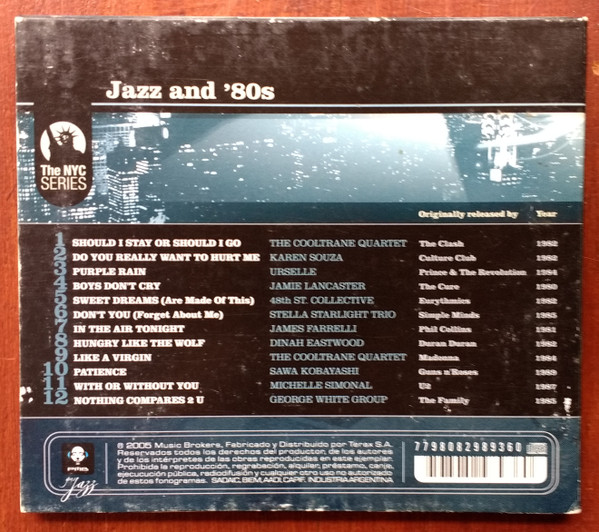 Jazz and '80s
The NYC
SERIES
Originally released by Year
1 SHOULD I STAY OR SHOULD I GO THE COOLTRANE QUARTET The Clash 1982
2 DO YOU REALLY WANT TO HURT ME KAREN SOUZA Culture Club 1982
3 PURPLE RAIN URSELLE Prince & The Revolution 1984
4 BOYS DON'T CRY JAMIE LANCASTER The Cure 1980
5 SWEET DREAMS (Are Made Of This) 48th ST. COLLECTIVE Eurythmics 1982
6 DON'T YOU (Forget About Me) STELLA STARLIGHT TRIO Simple Minds 1985
7 IN THE AIR TONIGHT JAMES FARRELLI Phil Collins 1981
8 HUNGRY LIKE THE WOLF DINAH EASTWOOD Duran Duran 1982
9 LIKE A VIRGIN THE COOLTRANE QUARTET Madonna 1984
10 PATIENCE SAWA KOBAYASHI Guns n'Roses 1989
11 WITH OR WITHOUT YOU MICHELLE SIMONAL U2 1987
12 NOTHING COMPARES 2 U GEORGE WHITE GROUP The Family 1985
℗ 2005 Music Brokers, Fabricado y Distribuído por Terax S.A.
Reservados todos los derechos del productor, de los autores
y de los intérpretes de las obras reproducidas en este ejemplar.
Prohibida la reproducción, regrabación, alquiler, préstamo, canje,
ejecucución pública, radiodifusión y cualquier otro uso no autorizado
de estos fonogramas. SADAIC, BIEM, AADI, CAPIF. INDUSTRIA ARGENTINA
7798082989360
Jazz